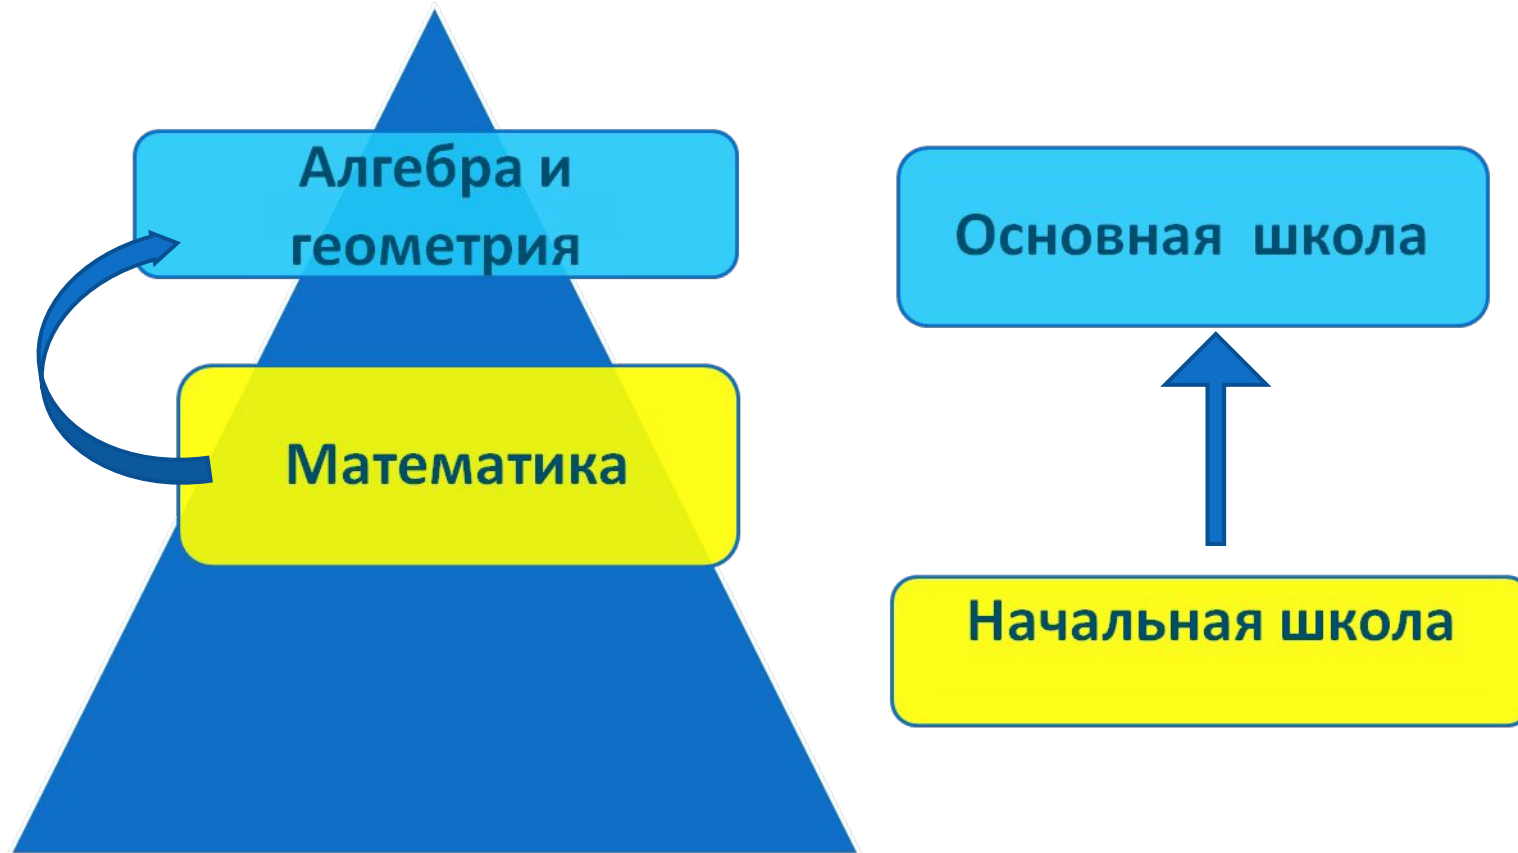 Алгебра и
геометрия
Математика
Основная школа
Начальная школа